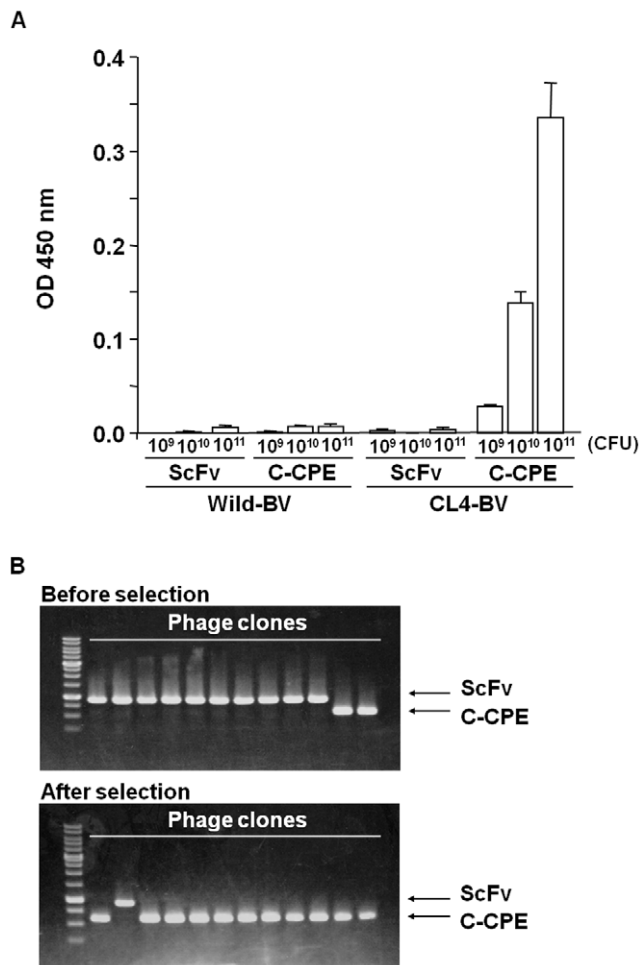 A
0.4
0.3
0.2
0.1
0.0
OD 450 nm
10⁹ 10¹⁰ 10¹¹ 10⁹ 10¹⁰ 10¹¹ 10⁹ 10¹⁰ 10¹¹ 10⁹ 10¹⁰ 10¹¹ (CFU)
ScFv C-CPE ScFv C-CPE
Wild-BV CL4-BV
B
Before selection
Phage clones
ScFv
C-CPE
After selection
Phage clones
ScFv
C-CPE